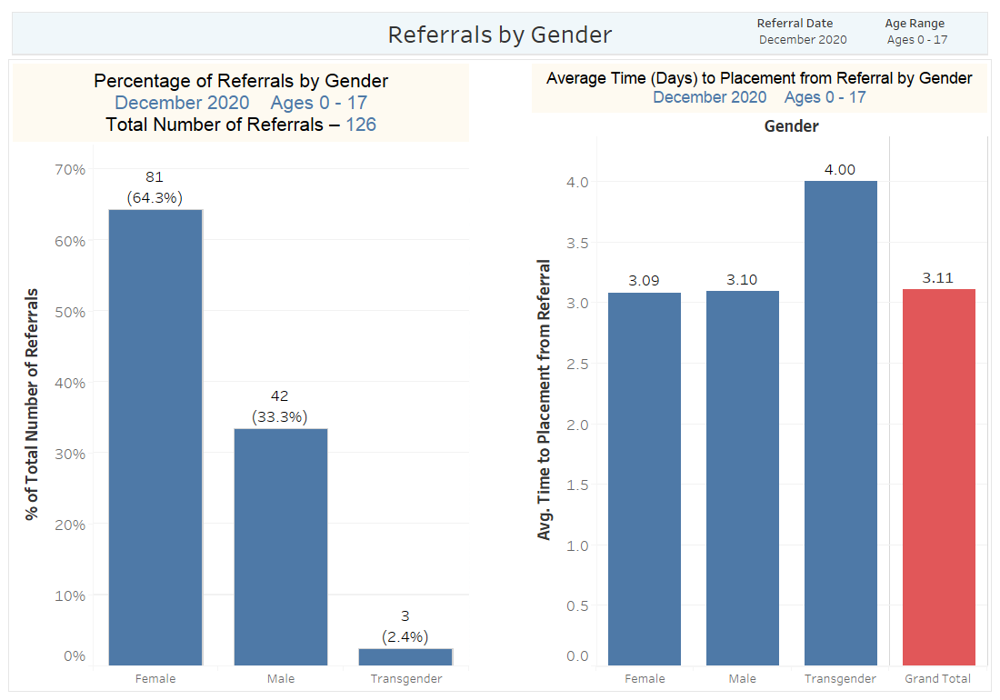 Referrals by Gender
Referral Date
December 2020
Age Range
Ages 0 - 17
Percentage of Referrals by Gender
December 2020 Ages 0 - 17
Total Number of Referrals – 126
% of Total Number of Referrals
70%
60%
50%
40%
30%
20%
10%
0%
81
(64.3%)
42
(33.3%)
3
(2.4%)
Female Male Transgender
Average Time (Days) to Placement from Referral by Gender
December 2020 Ages 0 - 17
Gender
Avg. Time to Placement from Referral
4.0
3.5
3.0
2.5
2.0
1.5
1.0
0.5
0.0
3.09
3.10
4.00
3.11
Female Male Transgender Grand Total